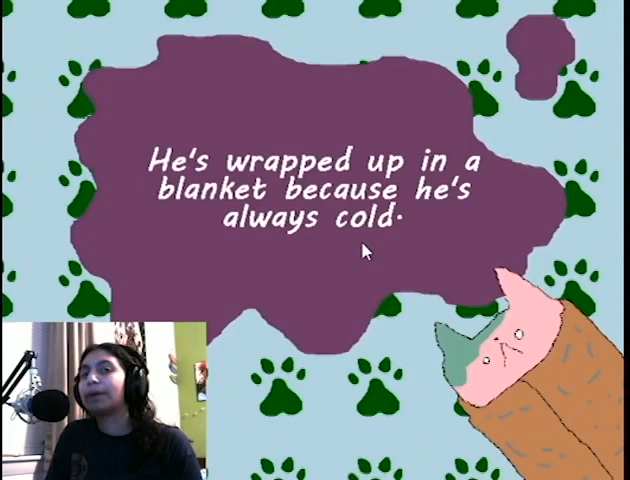 He's wrapped up in a
blanket because he's
always cold.